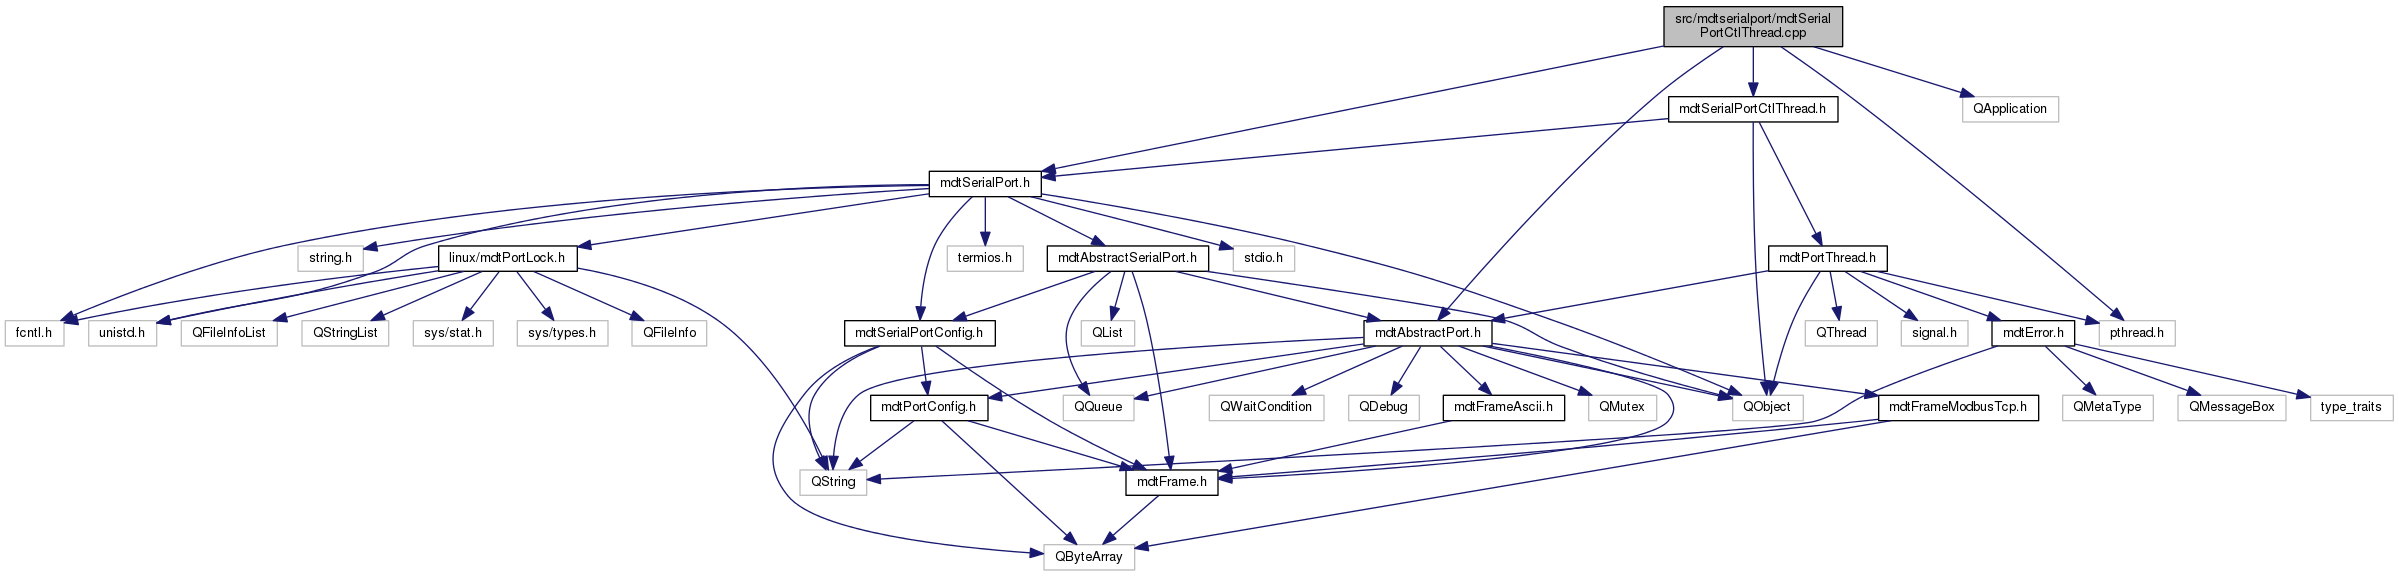 src/mdtserialport/mdtSerial
PortCtlThread.cpp
mdtSerialPortCtlThread.h
QApplication
mdtSerialPort.h
string.h
linux/mdtPortLock.h
termios.h
mdtAbstractSerialPort.h
stdio.h
mdtPortThread.h
fcntl.h
unistd.h
QFileInfoList
QStringList
sys/stat.h
sys/types.h
QFileInfo
mdtSerialPortConfig.h
QList
mdtAbstractPort.h
QThread
signal.h
mdtError.h
pthread.h
mdtPortConfig.h
QQueue
QWaitCondition
QDebug
mdtFrameAscii.h
QMutex
QObject
mdtFrameModbusTcp.h
QMetaType
QMessageBox
type_traits
QString
mdtFrame.h
QByteArray